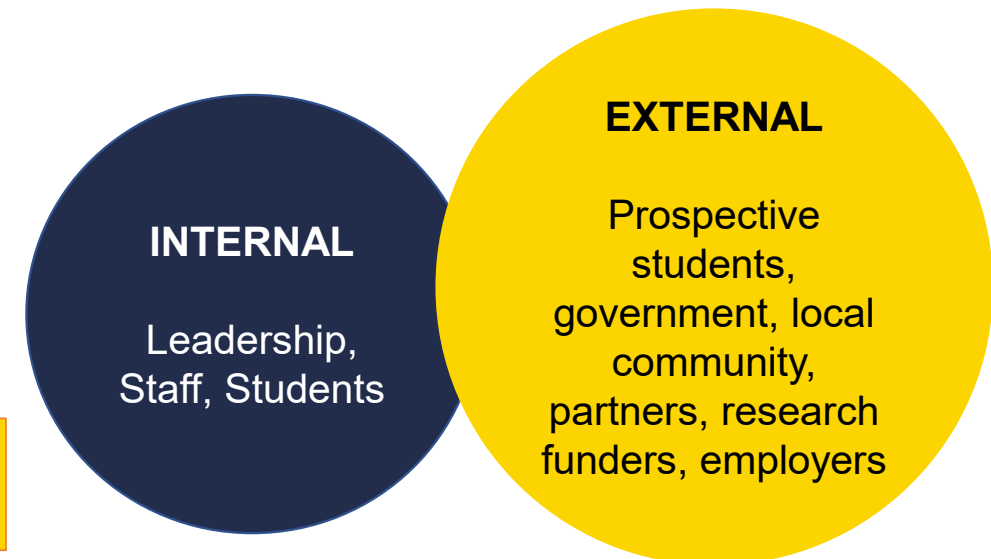 INTERNAL
Leadership,
Staff, Students
EXTERNAL
Prospective
students,
government, local
community,
partners, research
funders, employers